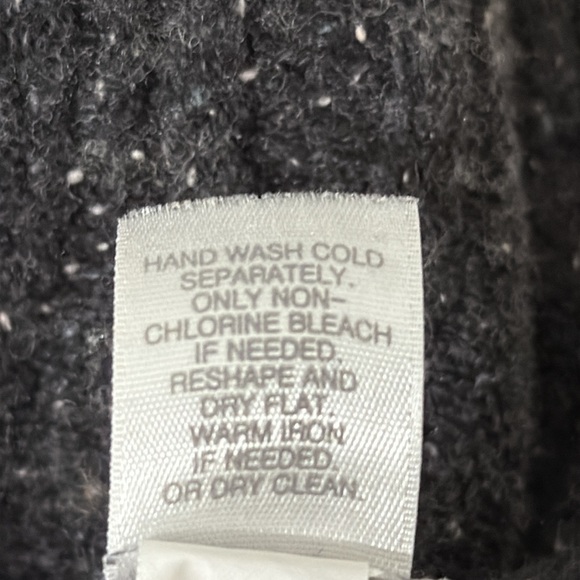 HAND WASH COLD
SEPARATELY.
ONLY NON-
CHLORINE BLEACH
IF NEEDED.
RESHAPE AND
DRY FLAT.
WARM IRON
IF NEEDED.
OR DRY CLEAN.